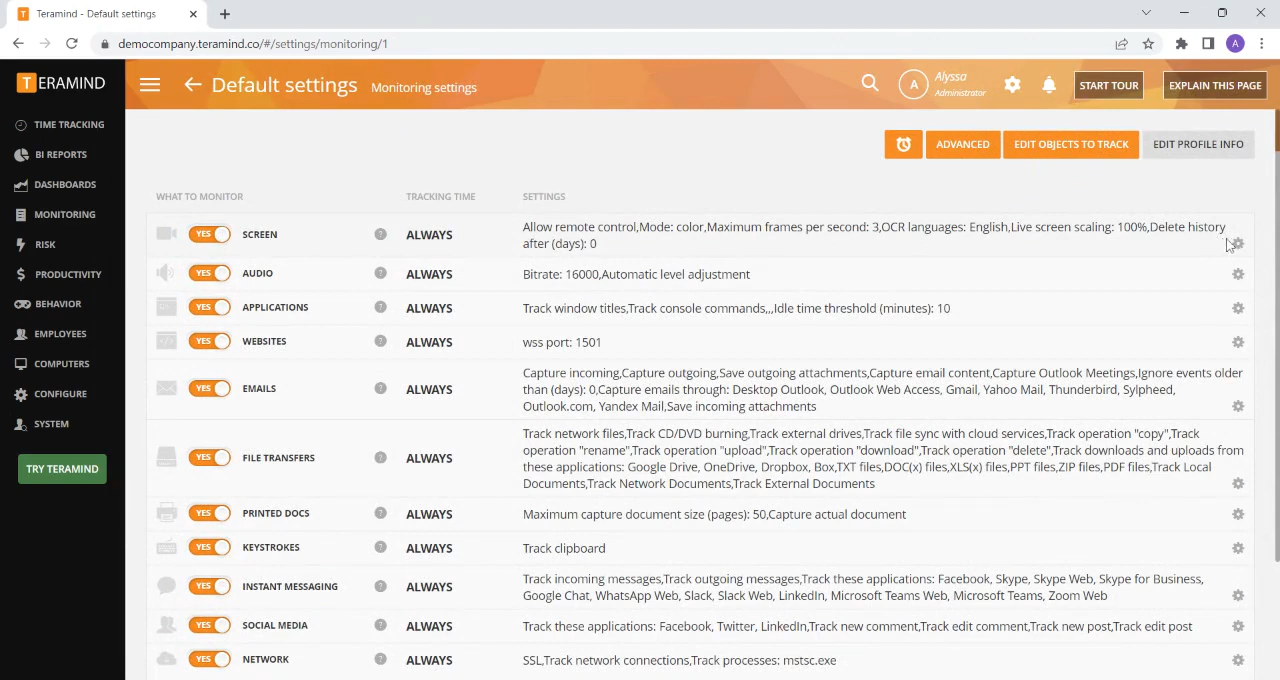 Teramind - Default settings
democompany.teramind.co/#/settings/monitoring/1
A
TERAMIND
Default settings
Monitoring settings
A
Alyssa
Administrator
START TOUR
EXPLAIN THIS PAGE
TIME TRACKING
BI REPORTS
DASHBOARDS
MONITORING
RISK
PRODUCTIVITY
BEHAVIOR
EMPLOYEES
COMPUTERS
CONFIGURE
SYSTEM
TRY TERAMIND
ADVANCED
EDIT OBJECTS TO TRACK
EDIT PROFILE INFO
WHAT TO MONITOR
TRACKING TIME
SETTINGS
YES
SCREEN
?
ALWAYS
Allow remote control,Mode: color,Maximum frames per second: 3,OCR languages: English,Live screen scaling: 100%,Delete history
after (days): 0
YES
AUDIO
?
ALWAYS
Bitrate: 16000,Automatic level adjustment
YES
APPLICATIONS
?
ALWAYS
Track window titles,Track console commands,,,Idle time threshold (minutes): 10
YES
WEBSITES
?
ALWAYS
wss port: 1501
YES
EMAILS
?
ALWAYS
Capture incoming,Capture outgoing,Save outgoing attachments,Capture email content,Capture Outlook Meetings,Ignore events older
than (days): 0,Capture emails through: Desktop Outlook, Outlook Web Access, Gmail, Yahoo Mail, Thunderbird, Sylpheed,
Outlook.com, Yandex Mail,Save incoming attachments
YES
FILE TRANSFERS
?
ALWAYS
Track network files,Track CD/DVD burning,Track external drives,Track file sync with cloud services,Track operation "copy",Track
operation "rename",Track operation "upload",Track operation "download",Track operation "delete",Track downloads and uploads from
these applications: Google Drive, OneDrive, Dropbox, Box,TXT files,DOC(x) files,XLS(x) files,PPT files,ZIP files,PDF files,Track Local
Documents,Track Network Documents,Track External Documents
YES
PRINTED DOCS
?
ALWAYS
Maximum capture document size (pages): 50,Capture actual document
YES
KEYSTROKES
?
ALWAYS
Track clipboard
YES
INSTANT MESSAGING
?
ALWAYS
Track incoming messages,Track outgoing messages,Track these applications: Facebook, Skype, Skype Web, Skype for Business,
Google Chat, WhatsApp Web, Slack, Slack Web, LinkedIn, Microsoft Teams Web, Microsoft Teams, Zoom Web
YES
SOCIAL MEDIA
?
ALWAYS
Track these applications: Facebook, Twitter, LinkedIn,Track new comment,Track edit comment,Track new post,Track edit post
YES
NETWORK
?
ALWAYS
SSL,Track network connections,Track processes: mstsc.exe